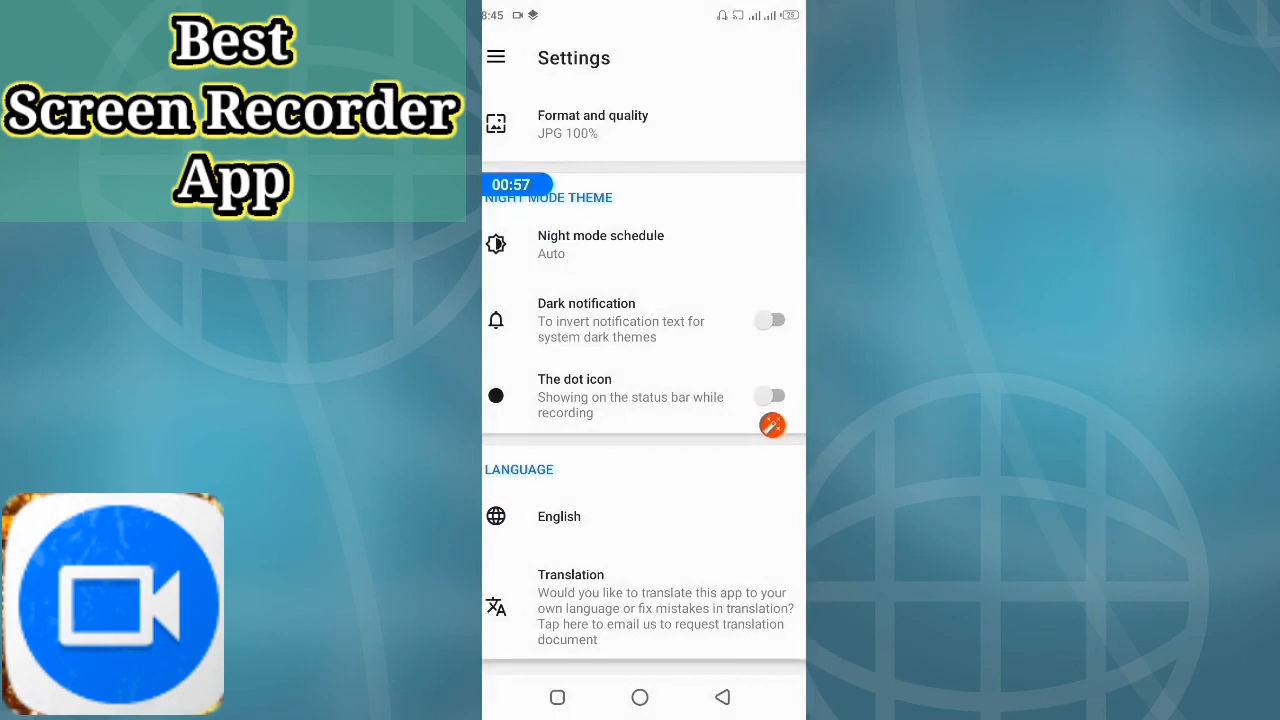 Best
Screen Recorder
App
8:45
25
Settings
Format and quality
JPG 100%
00:57
NIGHT MODE THEME
Night mode schedule
Auto
Dark notification
To invert notification text for
system dark themes
The dot icon
Showing on the status bar while
recording
LANGUAGE
English
Translation
Would you like to translate this app to your
own language or fix mistakes in translation?
Tap here to email us to request translation
document